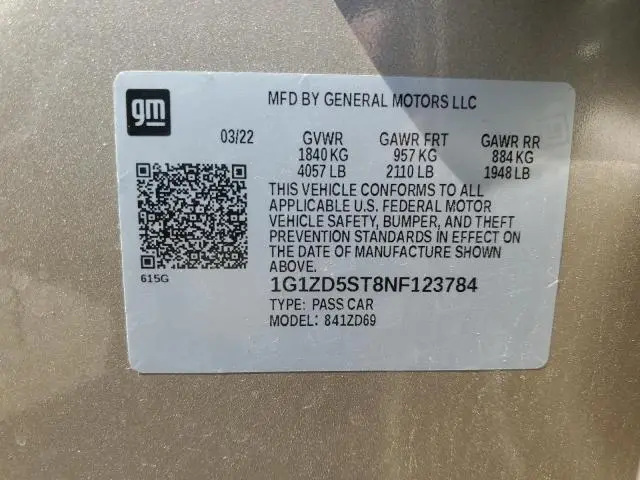 gm
MFD BY GENERAL MOTORS LLC
03/22 GVWR GAWR FRT GAWR RR
1840 KG 957 KG 884 KG
4057 LB 2110 LB 1948 LB
THIS VEHICLE CONFORMS TO ALL
APPLICABLE U.S. FEDERAL MOTOR
VEHICLE SAFETY, BUMPER, AND THEFT
PREVENTION STANDARDS IN EFFECT ON
THE DATE OF MANUFACTURE SHOWN
ABOVE.
615G
1G1ZD5ST8NF123784
TYPE: PASS CAR
MODEL: 841ZD69